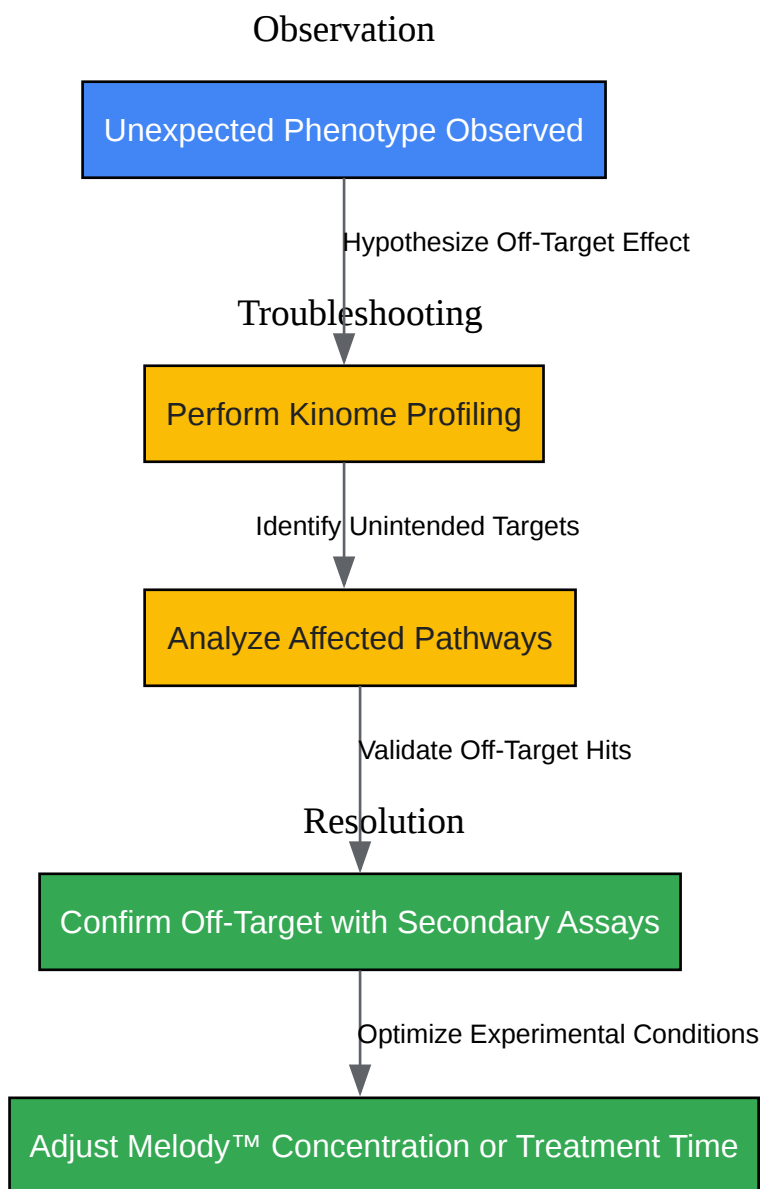 Observation
Unexpected Phenotype Observed
Hypothesize Off-Target Effect
Troubleshooting
Perform Kinome Profiling
Identify Unintended Targets
Analyze Affected Pathways
Validate Off-Target Hits
Resolution
Confirm Off-Target with Secondary Assays
Optimize Experimental Conditions
Adjust Melody™ Concentration or Treatment Time